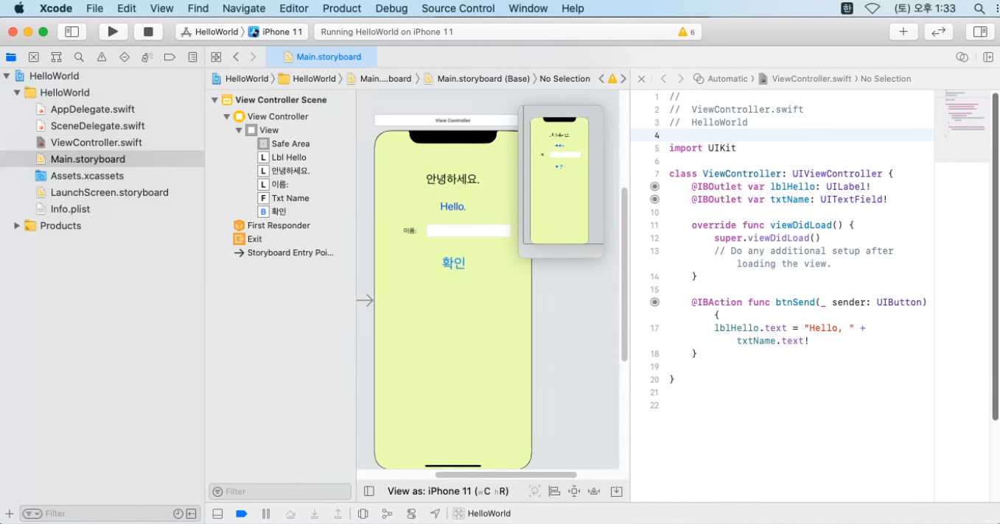 Xcode File Edit View Find Navigate Editor Product Debug Source Control Window Help 한 (토) 오후 1:33
HelloWorld iPhone 11 Running HelloWorld on iPhone 11 6
Main.storyboard
HelloWorld
HelloWorld
AppDelegate.swift
SceneDelegate.swift
ViewController.swift
Main.storyboard
Assets.xcassets
LaunchScreen.storyboard
Info.plist
Products
Filter
HelloWorld HelloWorld Main....board Main.storyboard (Base) No Selection
View Controller Scene
View Controller
View
Safe Area
L Lbl Hello
L 안녕하세요.
L 이름:
F Txt Name
B 확인
First Responder
Exit
Storyboard Entry Poi...
Filter
View Controller
안녕하세요.
Hello.
이름:
확인
View as: iPhone 11 (wC hR)
HelloWorld
Automatic ViewController.swift No Selection
1 //
2 // ViewController.swift
3 // HelloWorld
4
5 import UIKit
6
7 class ViewController: UIViewController {
@IBOutlet var lblHello: UILabel!
@IBOutlet var txtName: UITextField!
10
11 override func viewDidLoad() {
12 super.viewDidLoad()
13 // Do any additional setup after
loading the view.
14 }
15
@IBAction func btnSend(_ sender: UIButton)
{
17 lblHello.text = "Hello, " +
txtName.text!
18 }
19
20 }
21
22